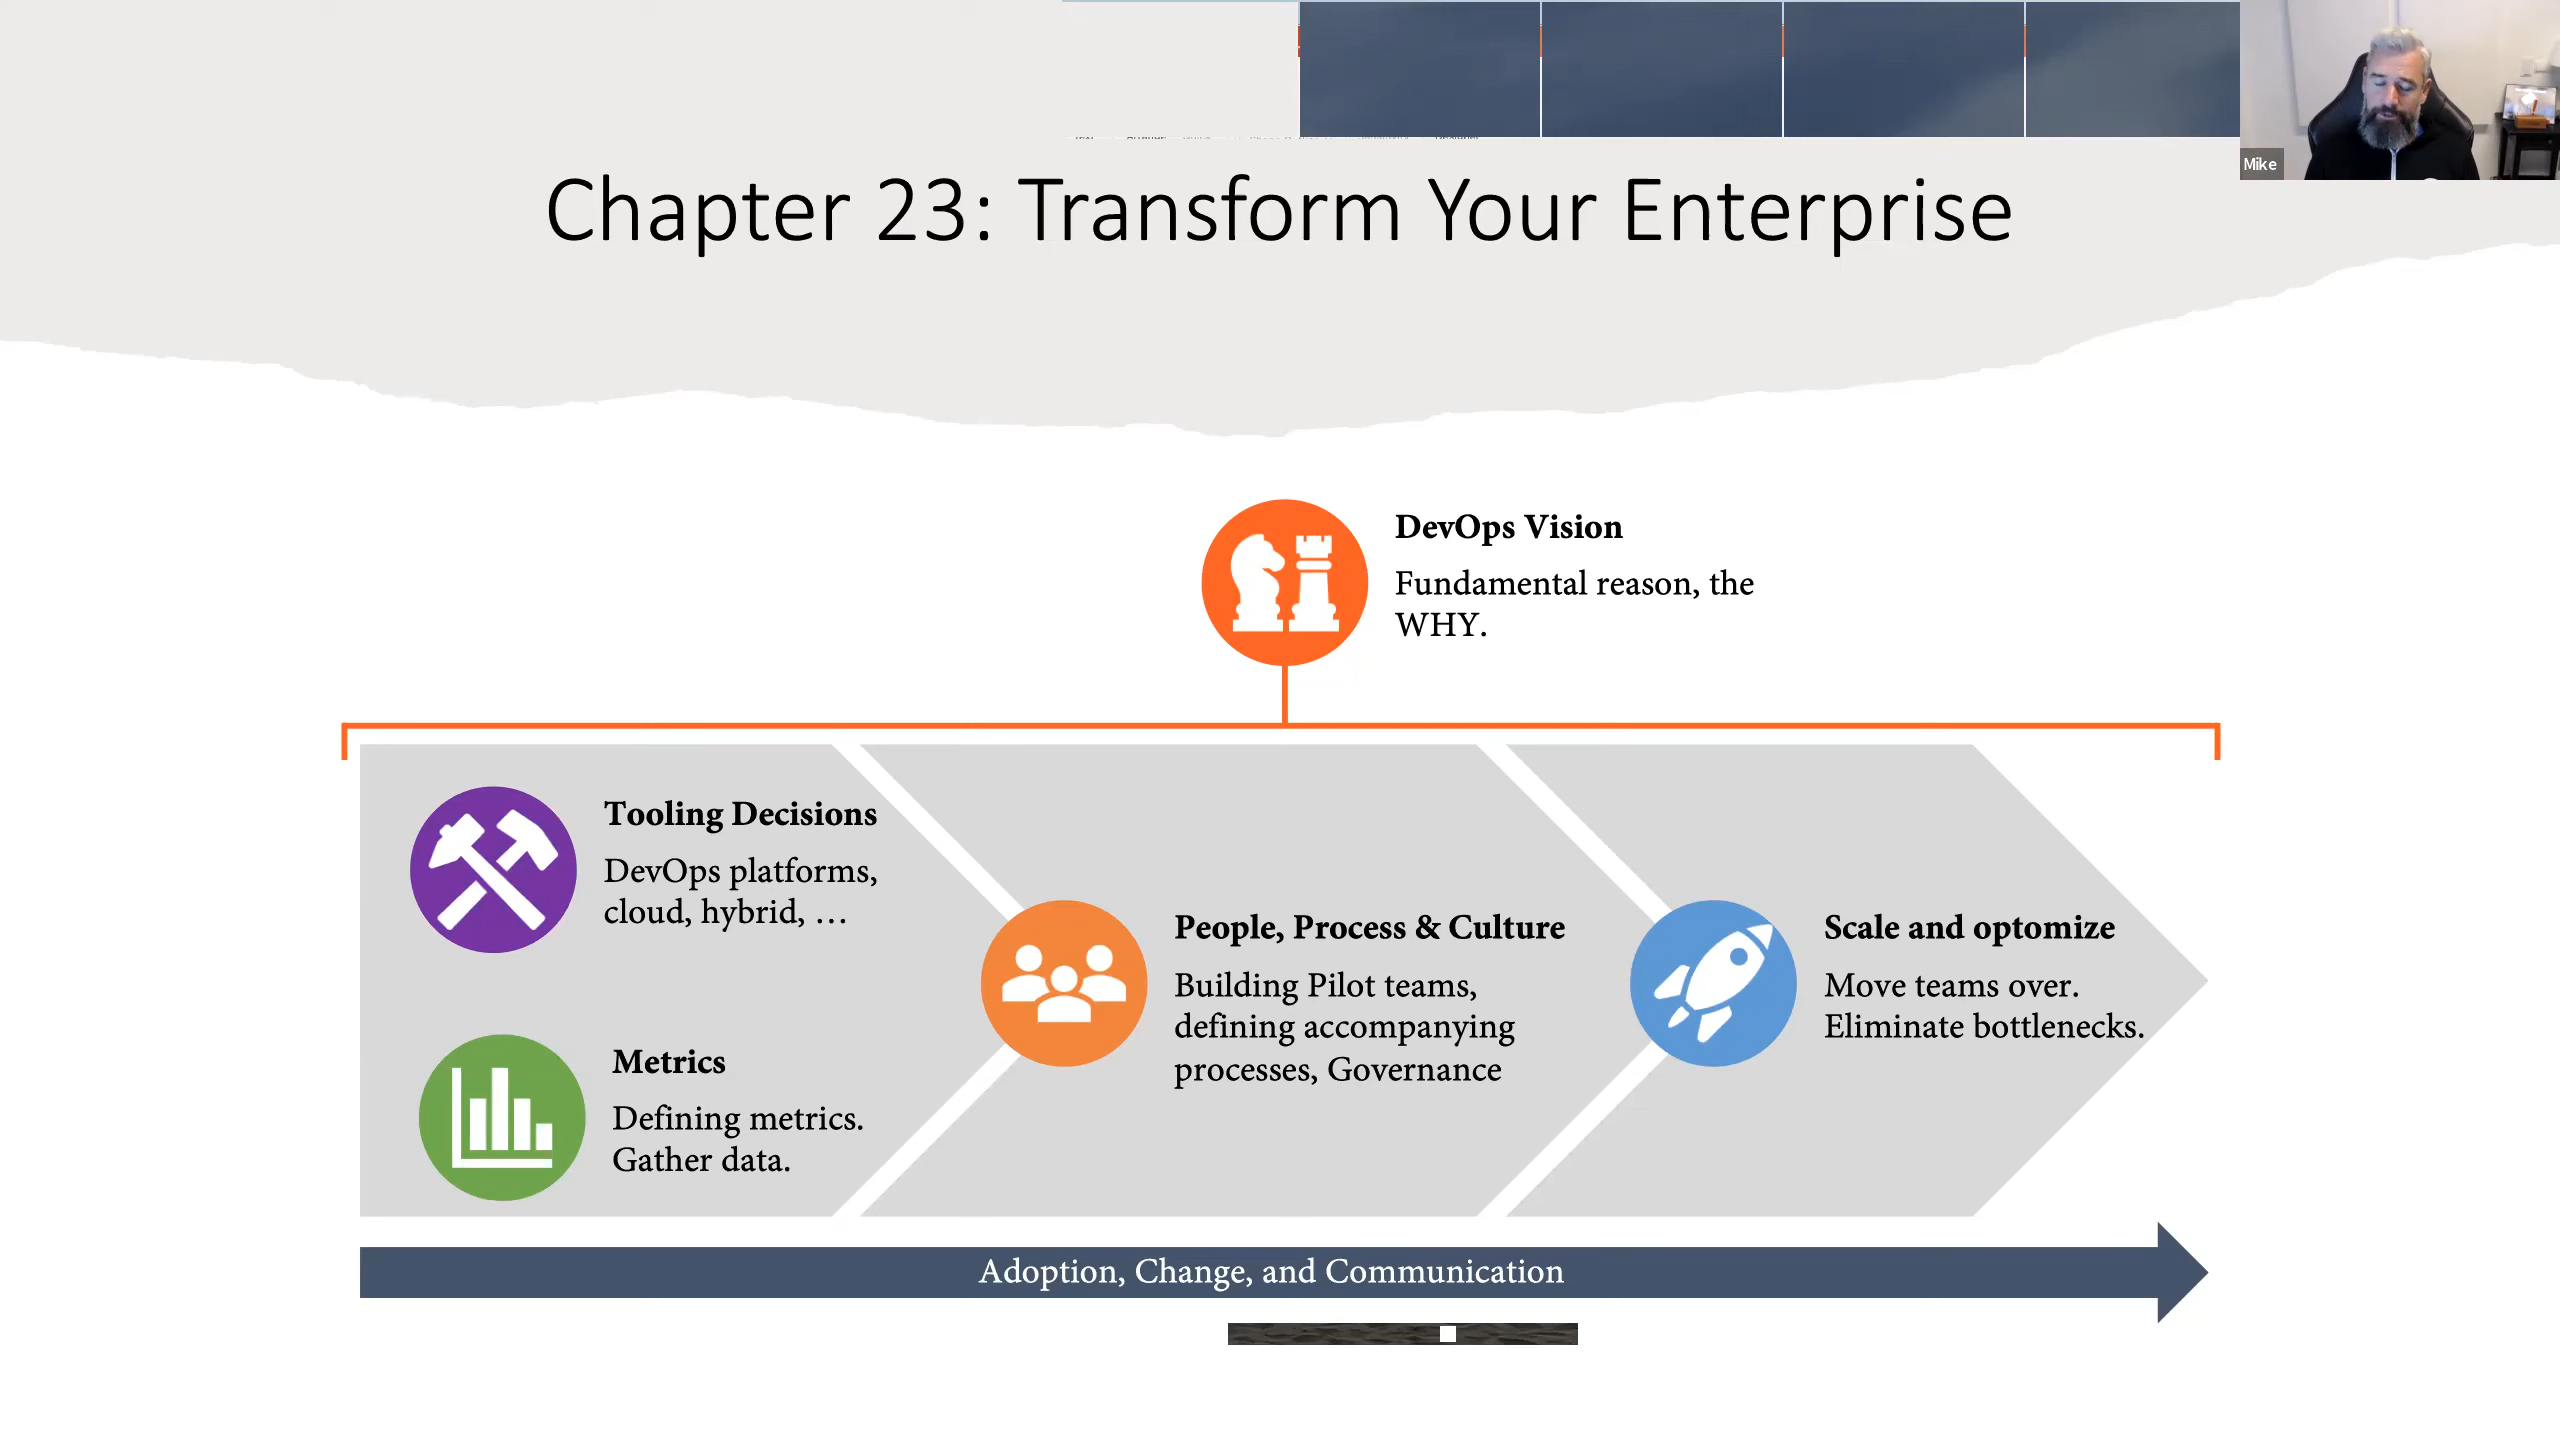 Mike
Chapter 23: Transform Your Enterprise
DevOps Vision
Fundamental reason, the
WHY.
Tooling Decisions
DevOps platforms,
cloud, hybrid, …
Metrics
Defining metrics.
Gather data.
People, Process & Culture
Building Pilot teams,
defining accompanying
processes, Governance
Scale and optomize
Move teams over.
Eliminate bottlenecks.
Adoption, Change, and Communication